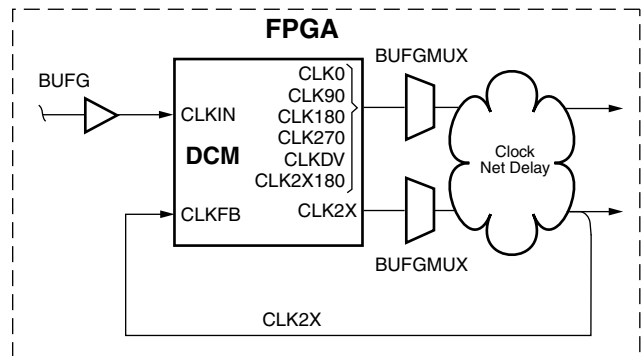 FPGA
BUFGMUX
BUFG
CLK0
CLK90
CLK180
CLK270
CLKDV
CLK2X180
CLK2X
CLKIN
DCM
CLKFB
Clock
Net Delay
BUFGMUX
CLK2X